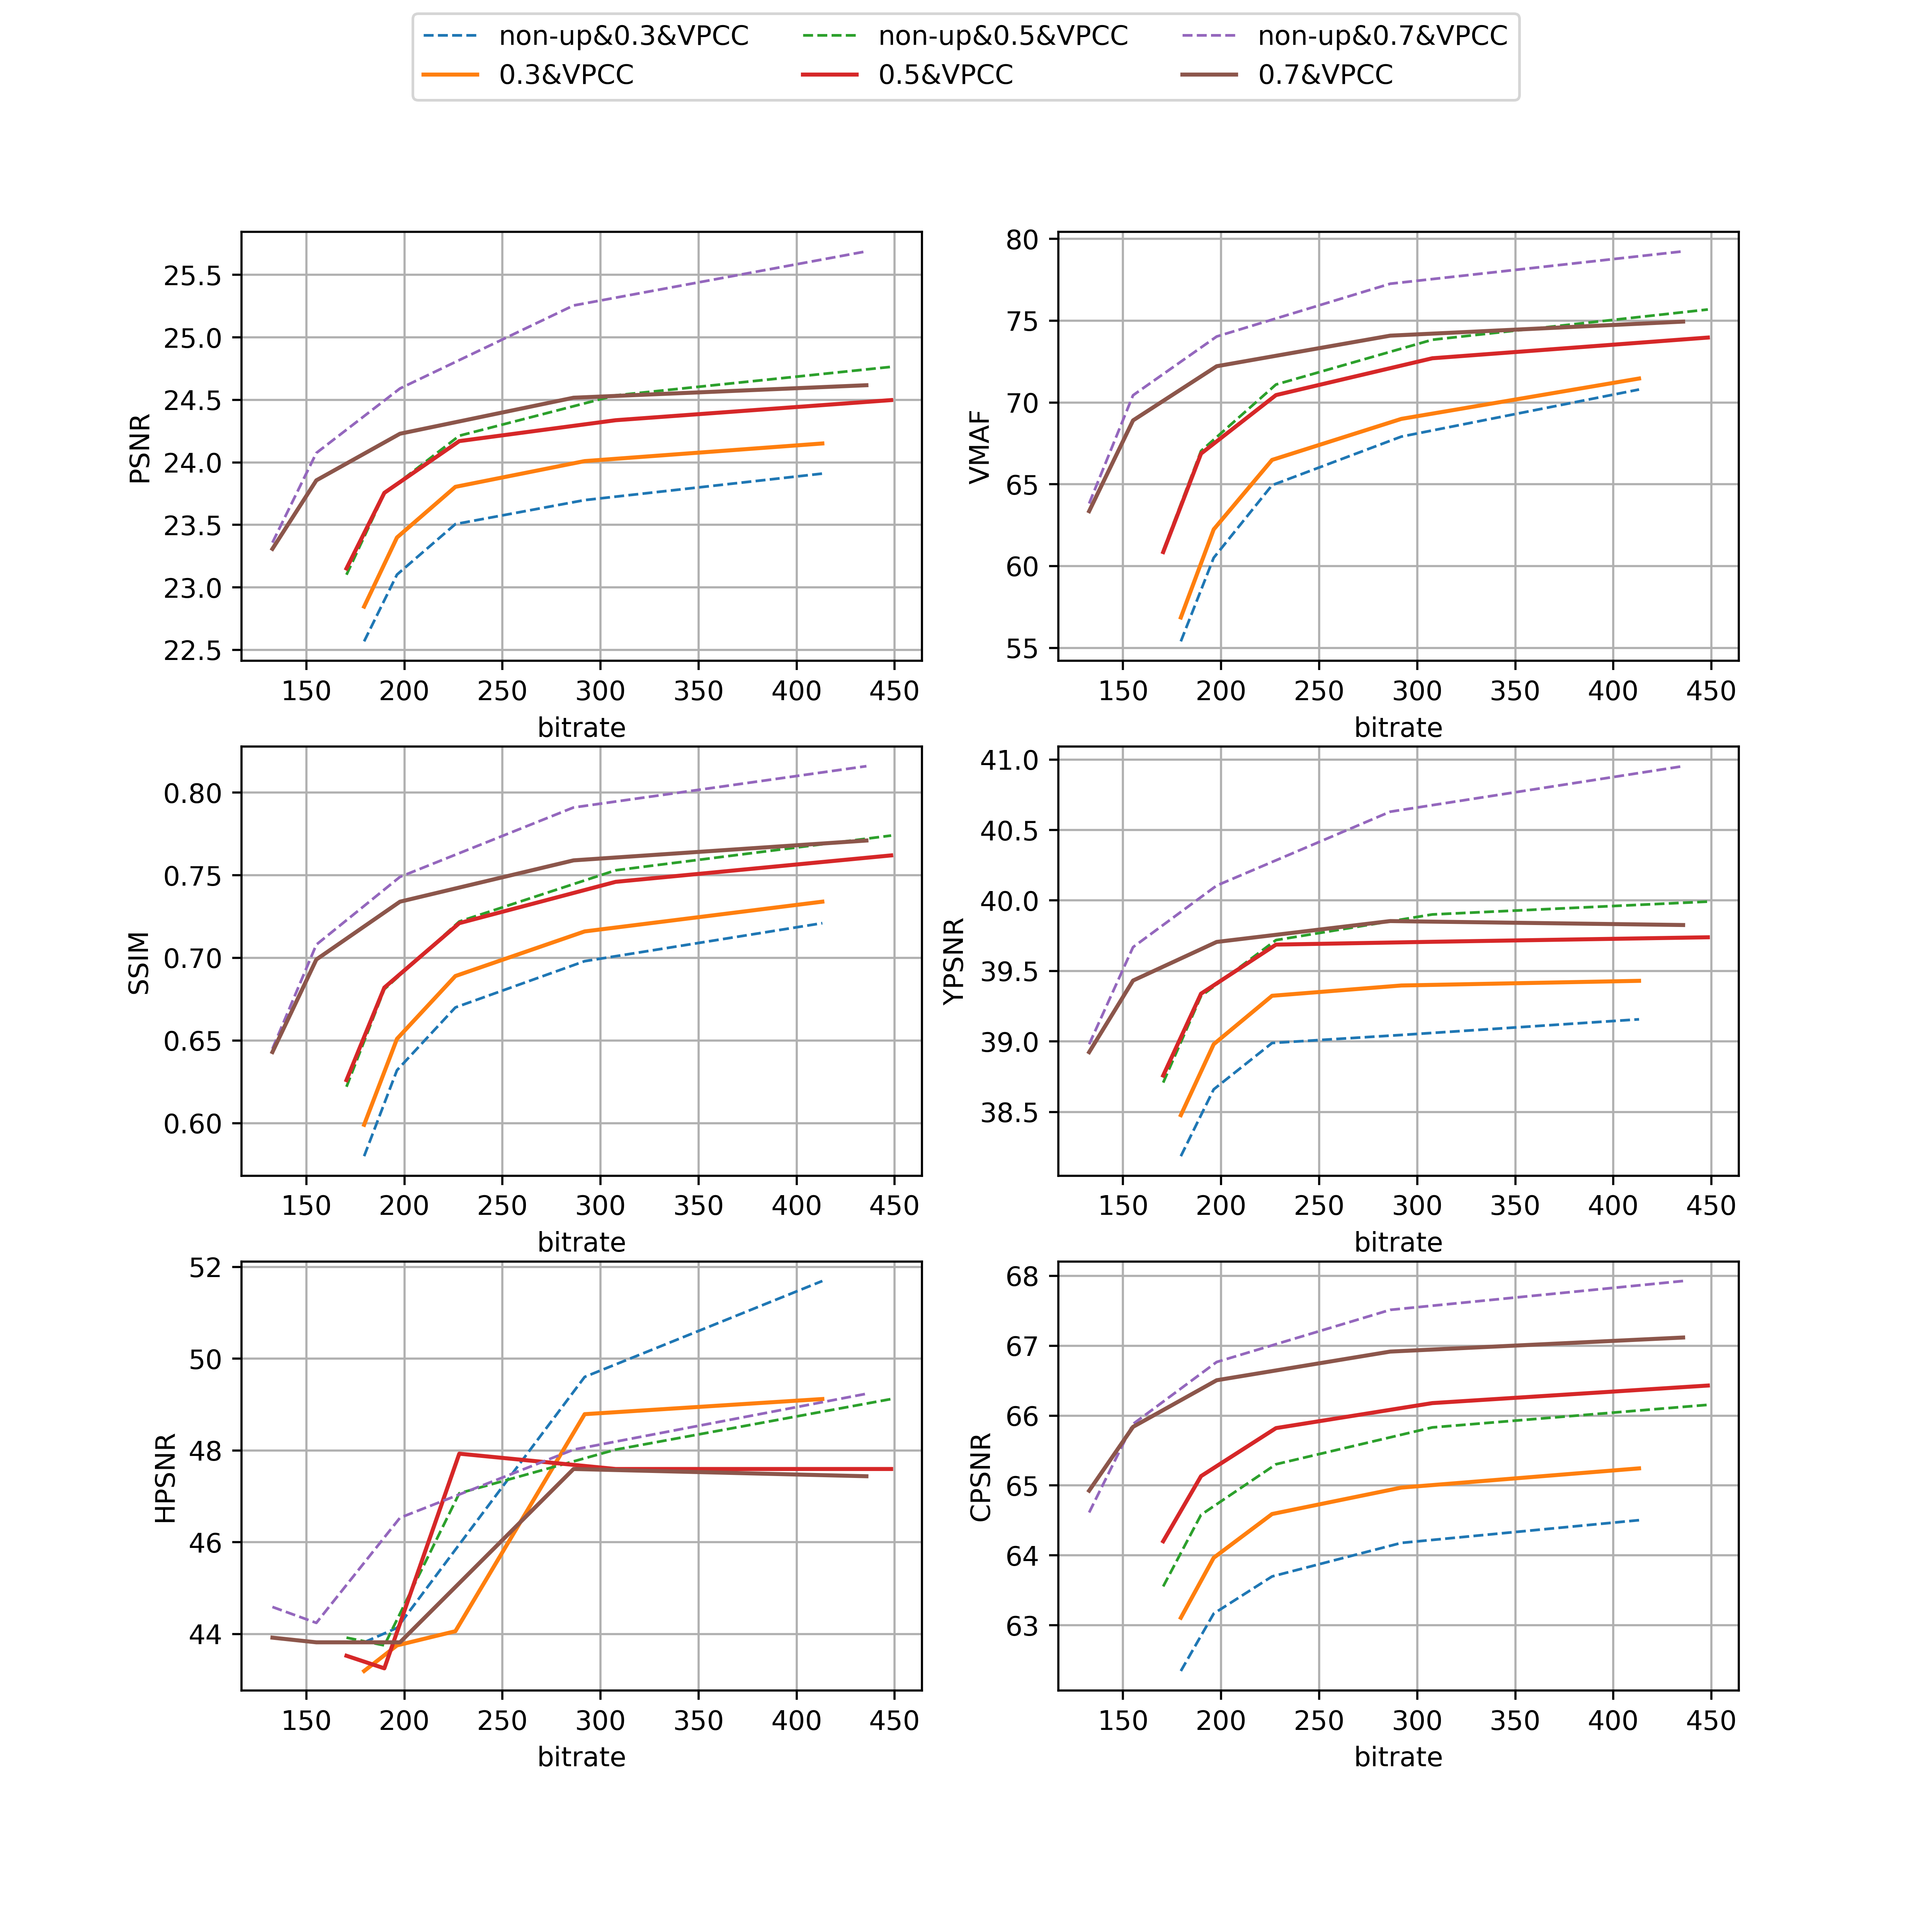 non-up&0.3&VPCC non-up&0.5&VPCC non-up&0.7&VPCC
0.3&VPCC 0.5&VPCC 0.7&VPCC
PSNR
25.5
25.0
24.5
24.0
23.5
23.0
22.5
150 200 250 300 350 400 450
bitrate
VMAF
80
75
70
65
60
55
150 200 250 300 350 400 450
bitrate
SSIM
0.80
0.75
0.70
0.65
0.60
150 200 250 300 350 400 450
bitrate
YPSNR
41.0
40.5
40.0
39.5
39.0
38.5
150 200 250 300 350 400 450
bitrate
HPSNR
52
50
48
46
44
150 200 250 300 350 400 450
bitrate
CPSNR
68
67
66
65
64
63
150 200 250 300 350 400 450
bitrate